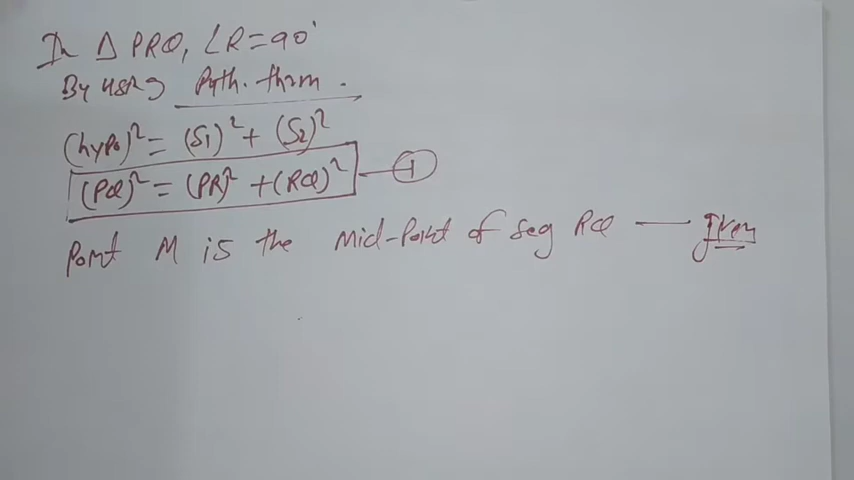 In Δ PRQ, ∠R=90°
By using Pyth. thrm.
(hypo)² = (S₁)² + (S₂)²
(PQ)² = (PR)² + (RQ)² — ①
Point M is the Mid-Point of seg RQ — given